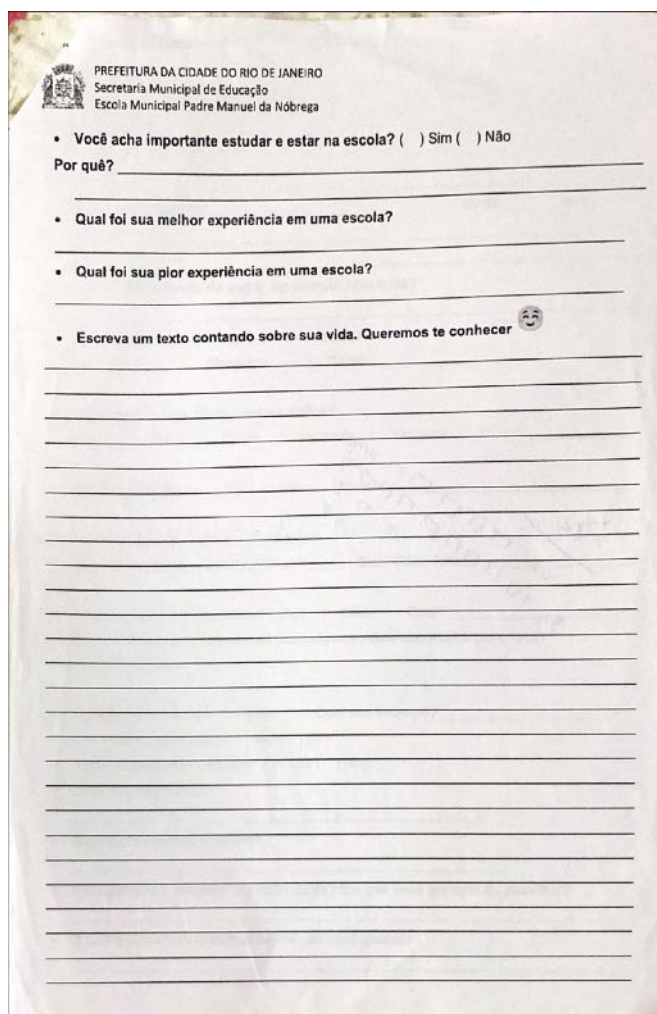 PREFEITURA DA CIDADE DO RIO DE JANEIRO
Secretaria Municipal de Educação
Escola Municipal Padre Manuel da Nóbrega
• Você acha importante estudar e estar na escola? ( ) Sim ( ) Não
Por quê?
• Qual foi sua melhor experiência em uma escola?
• Qual foi sua pior experiência em uma escola?
• Escreva um texto contando sobre sua vida. Queremos te conhecer